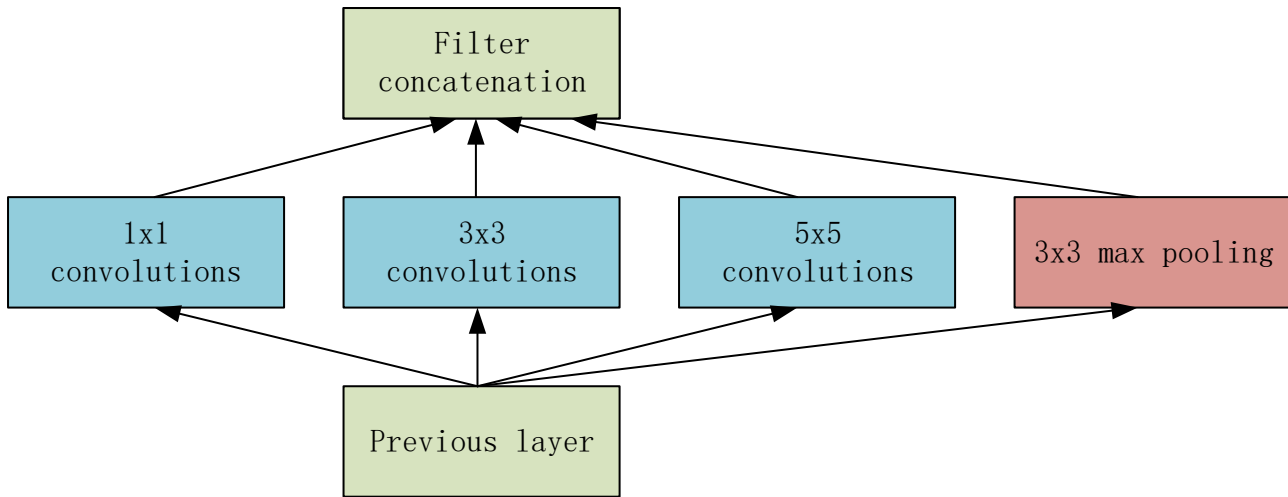 Filter
concatenation
1x1
convolutions
3x3
convolutions
5x5
convolutions
3x3 max pooling
Previous layer